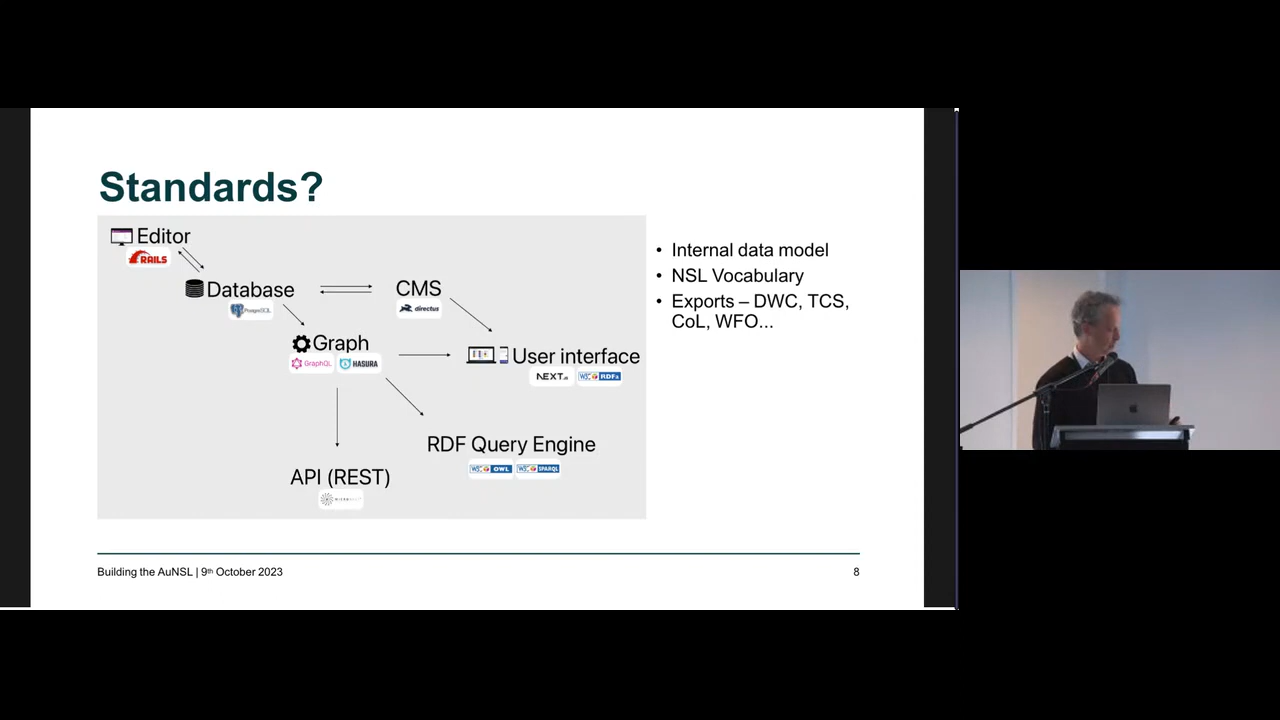 Standards?
Editor
RAILS
Database
PostgreSQL
CMS
directus
Graph
GraphQL
HASURA
User interface
NEXT.JS
W3C RDFa
RDF Query Engine
W3C OWL
W3C SPARQL
API (REST)
• Internal data model
• NSL Vocabulary
• Exports – DWC, TCS,
CoL, WFO...
Building the AuNSL | 9th October 2023
8